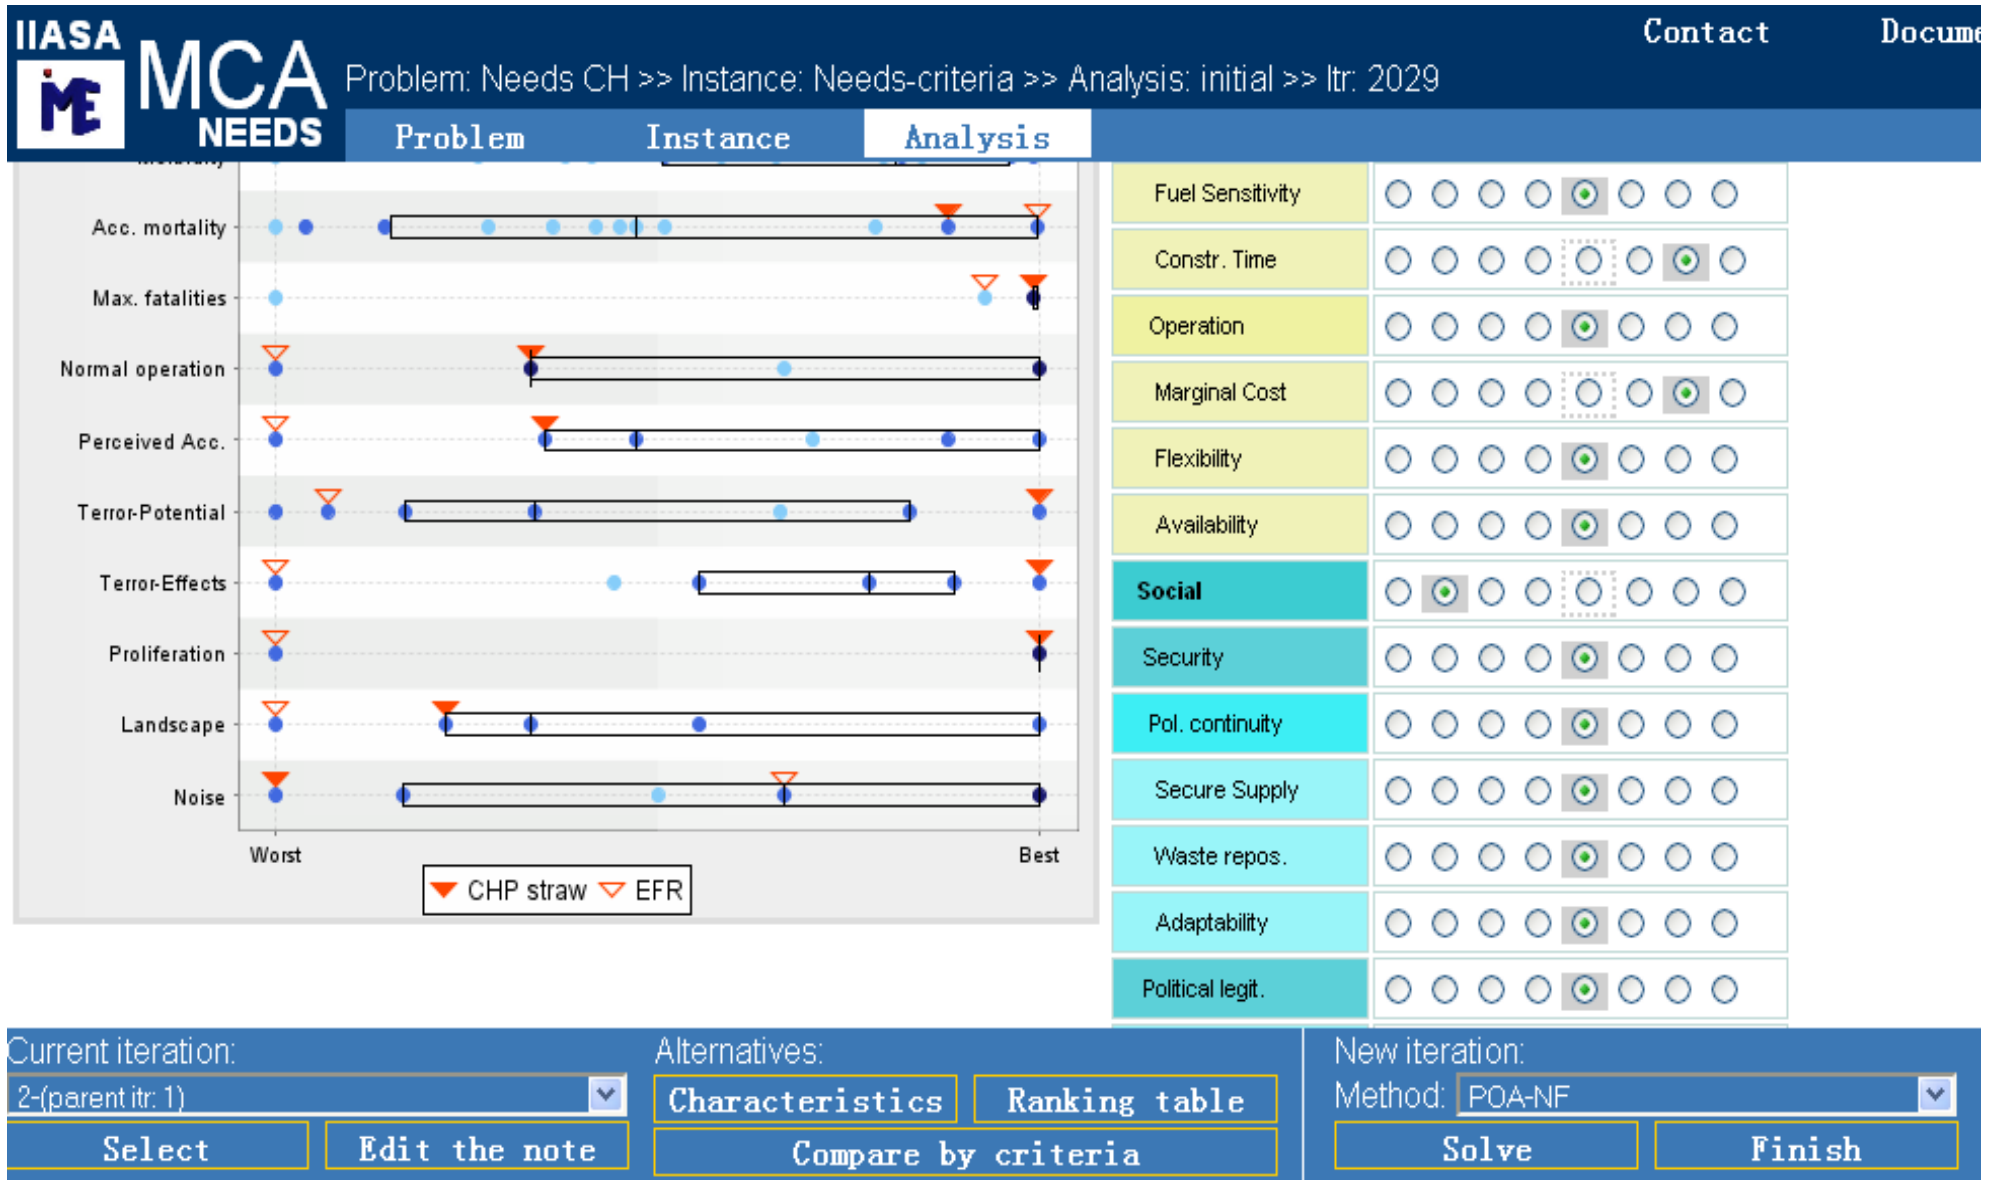 IIASA
MCA
NEEDS
Contact
Docume
Problem: Needs CH >> Instance: Needs-criteria >> Analysis: initial >> Itr: 2029
Problem
Instance
Analysis
Acc. mortality
Max. fatalities
Normal operation
Perceived Acc.
Terror-Potential
Terror-Effects
Proliferation
Landscape
Noise
Worst
Best
CHP straw
EFR
Fuel Sensitivity
Constr. Time
Operation
Marginal Cost
Flexibility
Availability
Social
Security
Pol. continuity
Secure Supply
Waste repos.
Adaptability
Political legit.
Current iteration:
2-(parent itr: 1)
Select
Edit the note
Alternatives:
Characteristics
Ranking table
Compare by criteria
New iteration:
Method: POA-NF
Solve
Finish